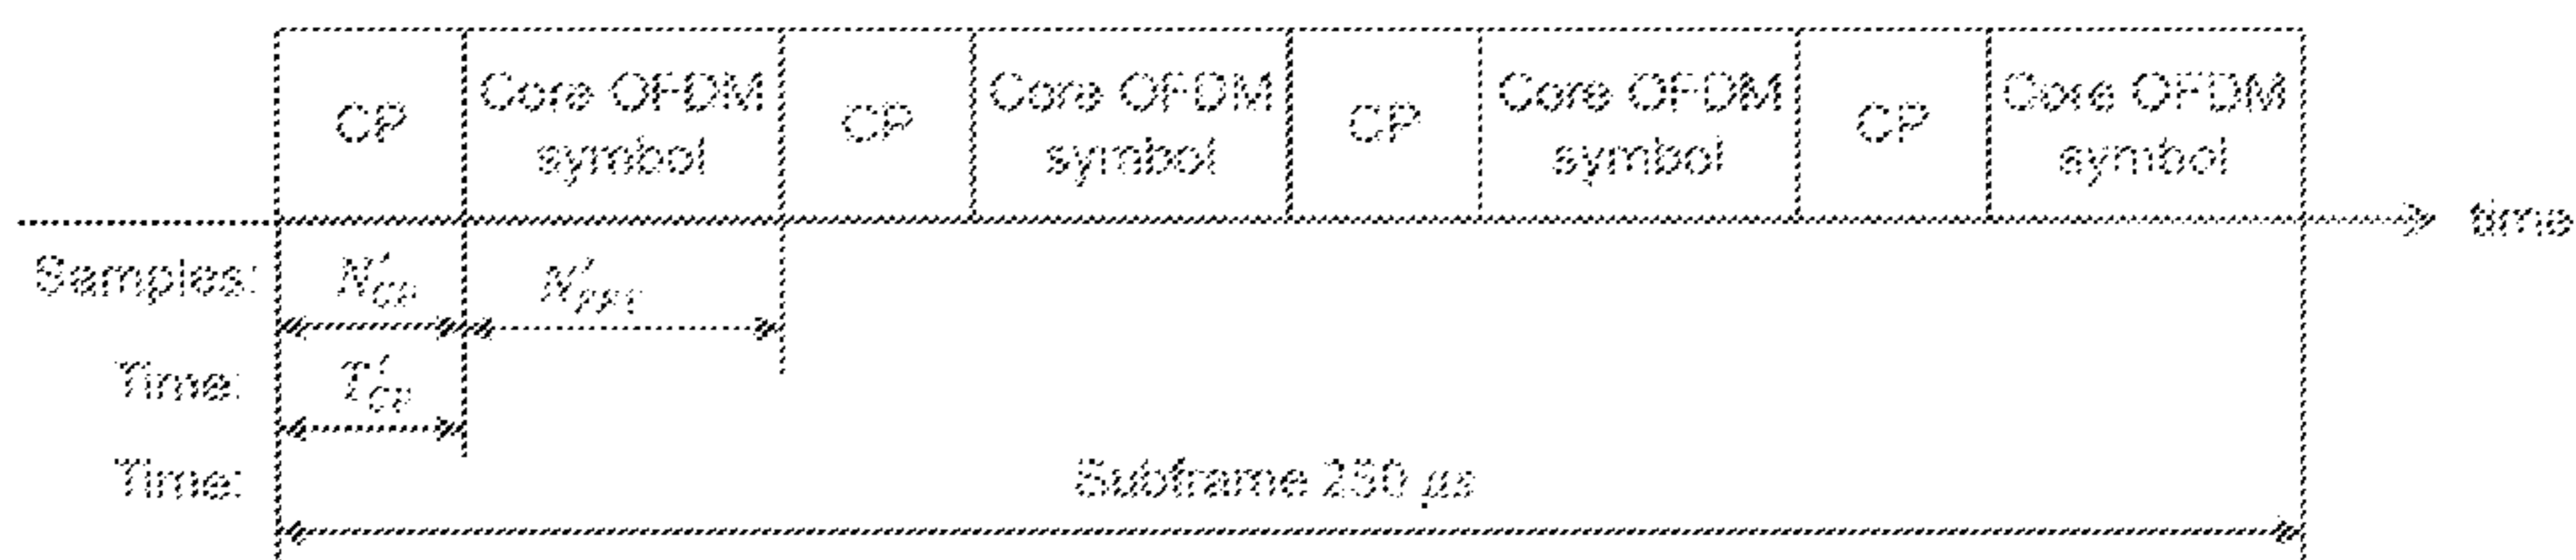 CP Core OFDM symbol CP Core OFDM symbol CP Core OFDM symbol CP Core OFDM symbol
time
Samples: N'CP N'FFT
Time: T'CP
Time: Subframe 250 μs